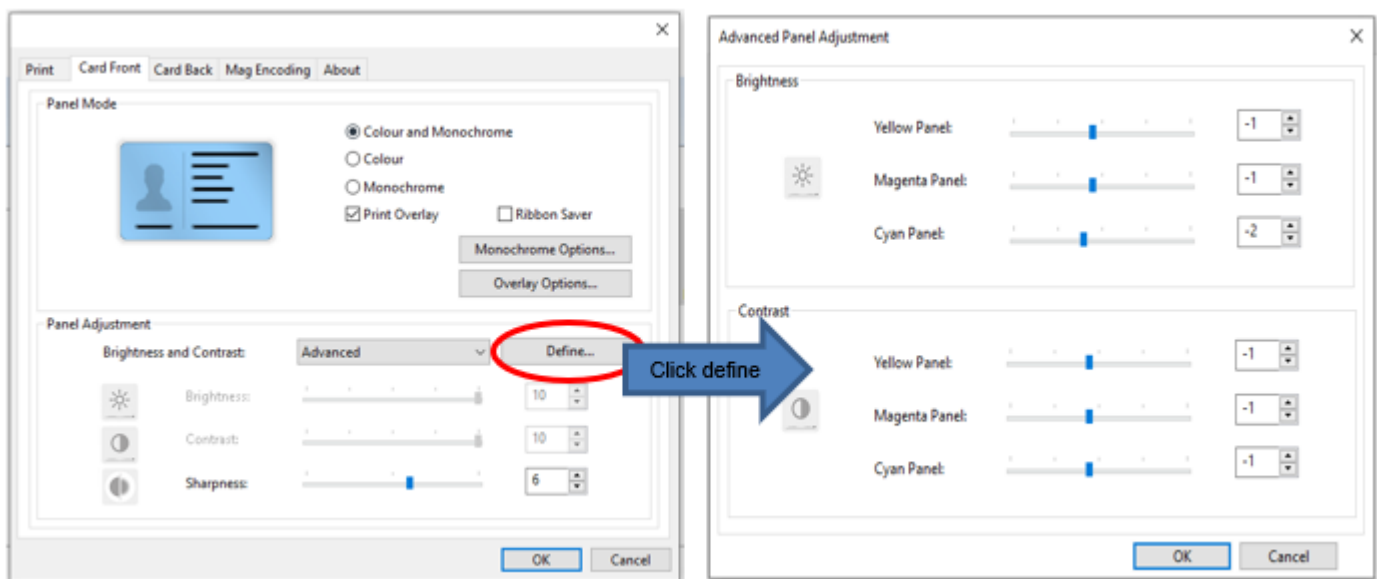 Print Card Front Card Back Mag Encoding About
Panel Mode
Colour and Monochrome
Colour
Monochrome
Print Overlay Ribbon Saver
Monochrome Options...
Overlay Options...
Panel Adjustment
Brightness and Contrast: Advanced Define...
Brightness: 10
Contrast: 10
Sharpness: 6
OK Cancel
Click define
Advanced Panel Adjustment
Brightness
Yellow Panel: -1
Magenta Panel: -1
Cyan Panel: -2
Contrast
Yellow Panel: -1
Magenta Panel: -1
Cyan Panel: -1
OK Cancel